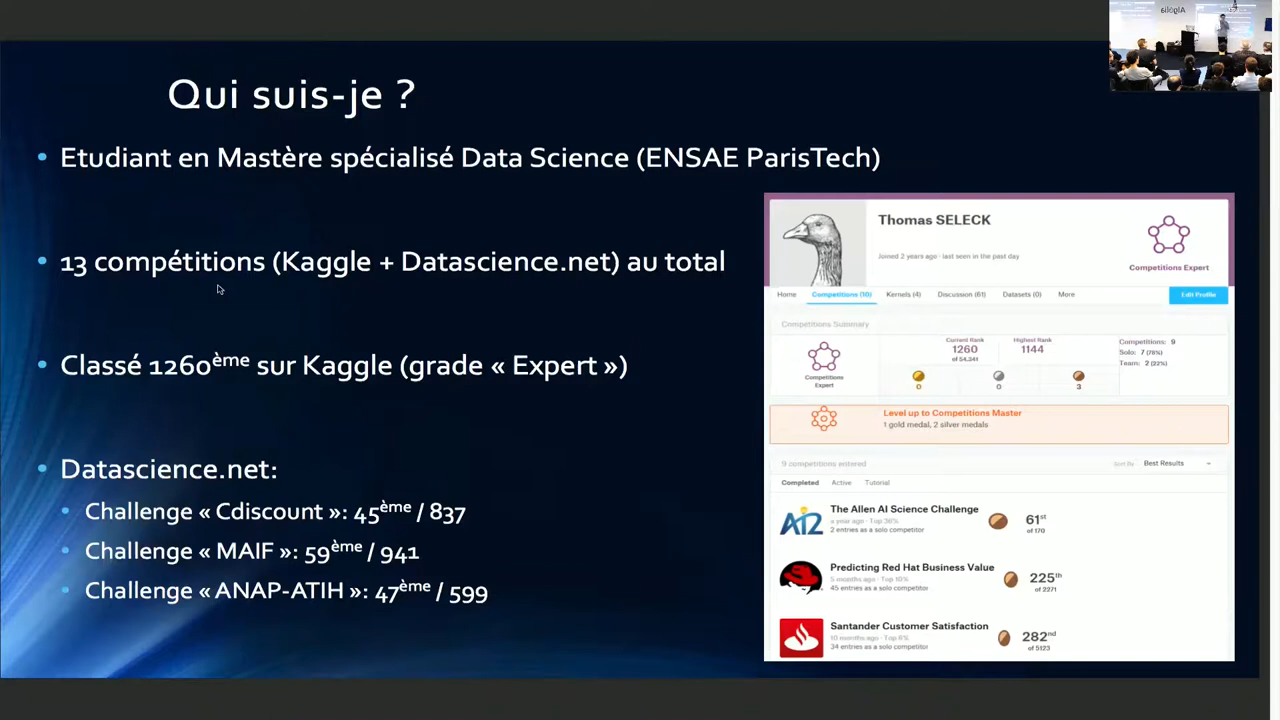 Algolia
Qui suis-je ?
• Etudiant en Mastère spécialisé Data Science (ENSAE ParisTech)
• 13 compétitions (Kaggle + Datascience.net) au total
• Classé 1260ème sur Kaggle (grade « Expert »)
• Datascience.net:
• Challenge « Cdiscount »: 45ème / 837
• Challenge « MAIF »: 59ème / 941
• Challenge « ANAP-ATIH »: 47ème / 599
Thomas SELECK
Joined 2 years ago · last seen in the past day
Competitions Expert
Home Competitions (10) Kernels (4) Discussion (61) Datasets (0) More Edit Profile
Competitions Summary
Competitions Expert
Current Rank
1260
of 54,341
Highest Rank
1144
0 0 3
Competitions: 9
Solo: 7 (78%)
Team: 2 (22%)
Level up to Competitions Master
1 gold medal, 2 silver medals
9 competitions entered
Sort By Best Results
Completed Active Tutorial
AI2
The Allen AI Science Challenge
a year ago · Top 36%
2 entries as a solo competitor
61st
of 170
Predicting Red Hat Business Value
5 months ago · Top 10%
45 entries as a solo competitor
225th
of 2271
Santander Customer Satisfaction
10 months ago · Top 6%
34 entries as a solo competitor
282nd
of 5123